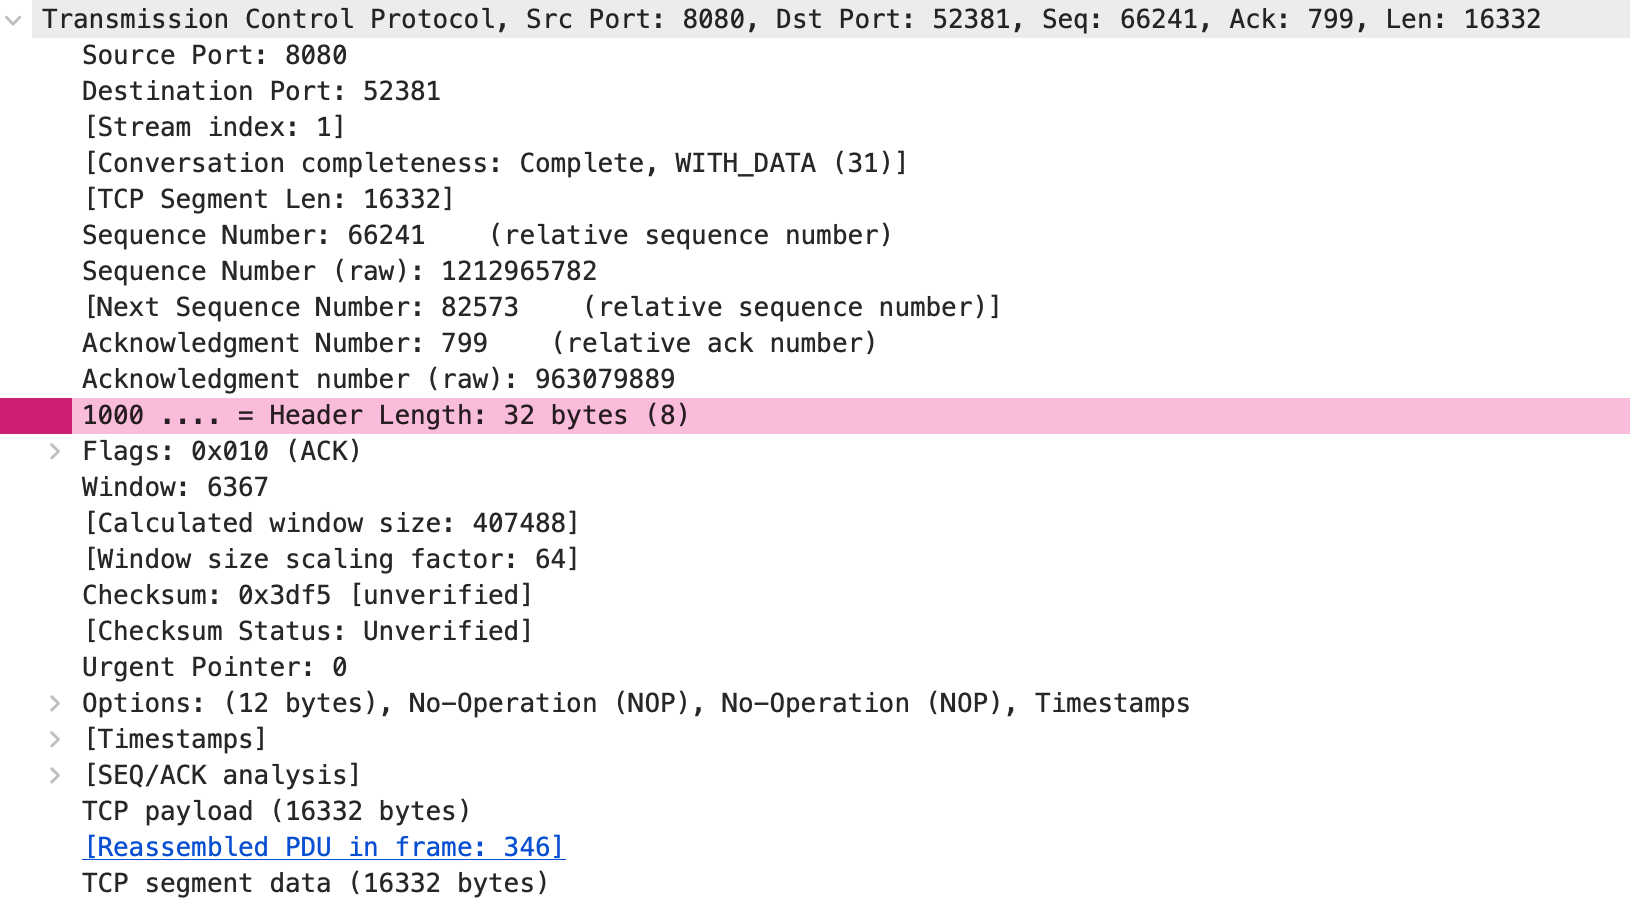 Transmission Control Protocol, Src Port: 8080, Dst Port: 52381, Seq: 66241, Ack: 799, Len: 16332
Source Port: 8080
Destination Port: 52381
[Stream index: 1]
[Conversation completeness: Complete, WITH_DATA (31)]
[TCP Segment Len: 16332]
Sequence Number: 66241    (relative sequence number)
Sequence Number (raw): 1212965782
[Next Sequence Number: 82573    (relative sequence number)]
Acknowledgment Number: 799    (relative ack number)
Acknowledgment number (raw): 963079889
1000 .... = Header Length: 32 bytes (8)
Flags: 0x010 (ACK)
Window: 6367
[Calculated window size: 407488]
[Window size scaling factor: 64]
Checksum: 0x3df5 [unverified]
[Checksum Status: Unverified]
Urgent Pointer: 0
Options: (12 bytes), No-Operation (NOP), No-Operation (NOP), Timestamps
[Timestamps]
[SEQ/ACK analysis]
TCP payload (16332 bytes)
[Reassembled PDU in frame: 346]
TCP segment data (16332 bytes)